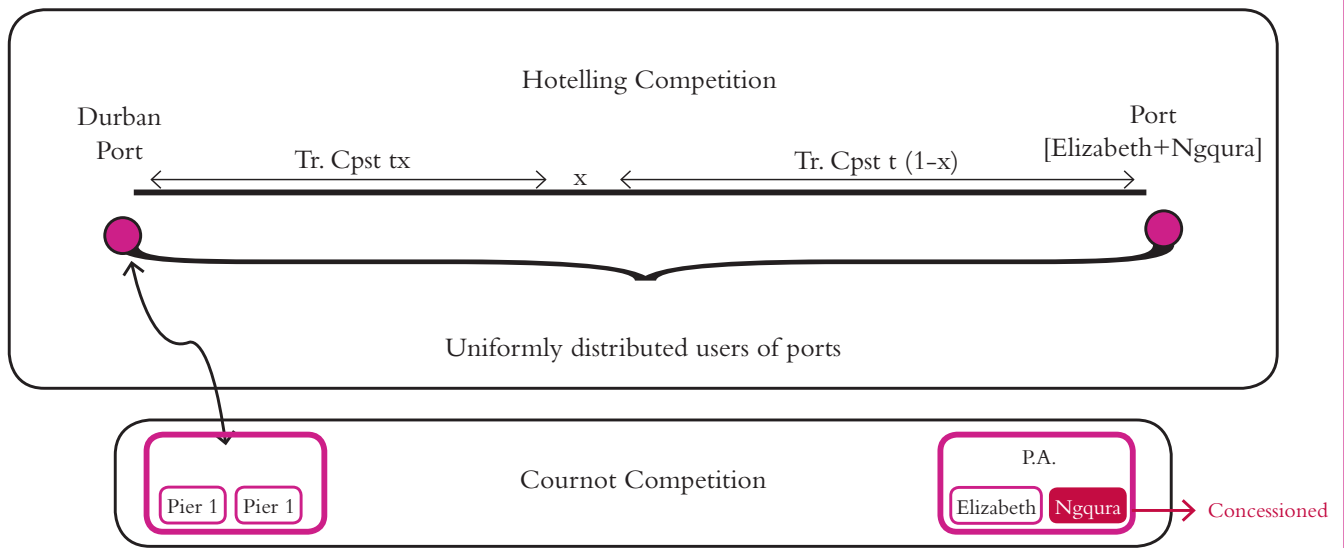 Hotelling Competition
Durban
Port
Port
[Elizabeth+Ngqura]
Tr. Cpst tx
x
Tr. Cpst t (1-x)
Uniformly distributed users of ports
Cournot Competition
P.A.
Pier 1
Pier 1
Elizabeth
Ngqura
Concessioned